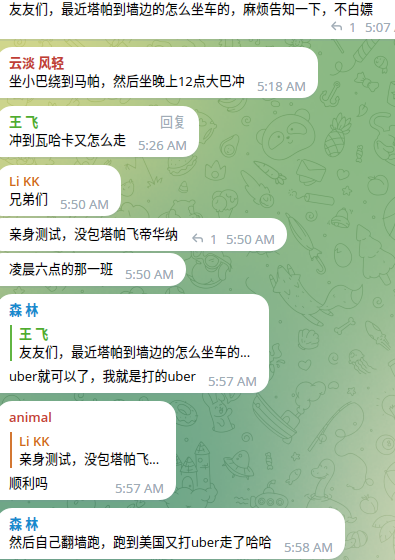 友友们，最近塔帕到墙边的怎么坐车的，麻烦告知一下，不白嫖
1 5:07
云淡 风轻
坐小巴绕到马帕，然后坐晚上12点大巴冲 5:18 AM
王 飞 回复
冲到瓦哈卡又怎么走 5:26 AM
Li KK
兄弟们 5:50 AM
亲身测试，没包塔帕飞帝华纳 1 5:50 AM
凌晨六点的那一班 5:50 AM
森 林
王 飞
友友们，最近塔帕到墙边的怎么坐车的...
uber就可以了，我就是打的uber 5:57 AM
animal
Li KK
亲身测试，没包塔帕飞...
顺利吗 5:57 AM
森 林
然后自己翻墙跑，跑到美国又打uber走了哈哈 5:58 AM